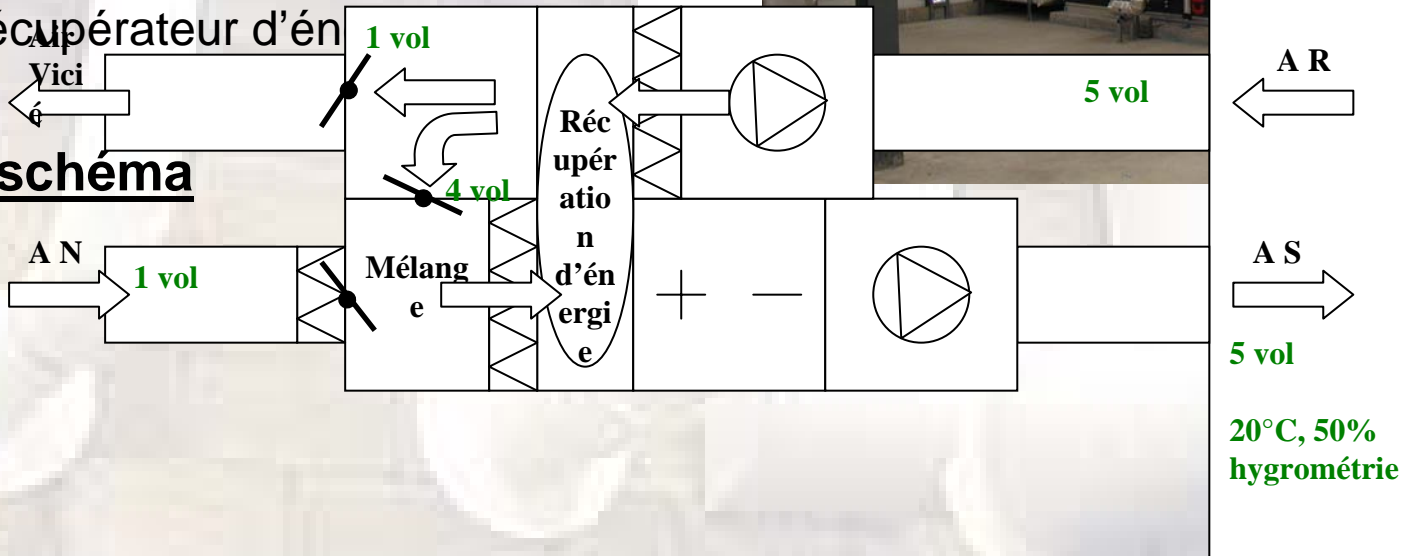 écupérateur d'én
Air
Vici
é
1 vol
A R
5 vol
Réc
upér
atio
n
d'én
ergi
e
schéma
4 vol
A N
1 vol
Mélang
e
A S
5 vol
20°C, 50%
hygrométrie